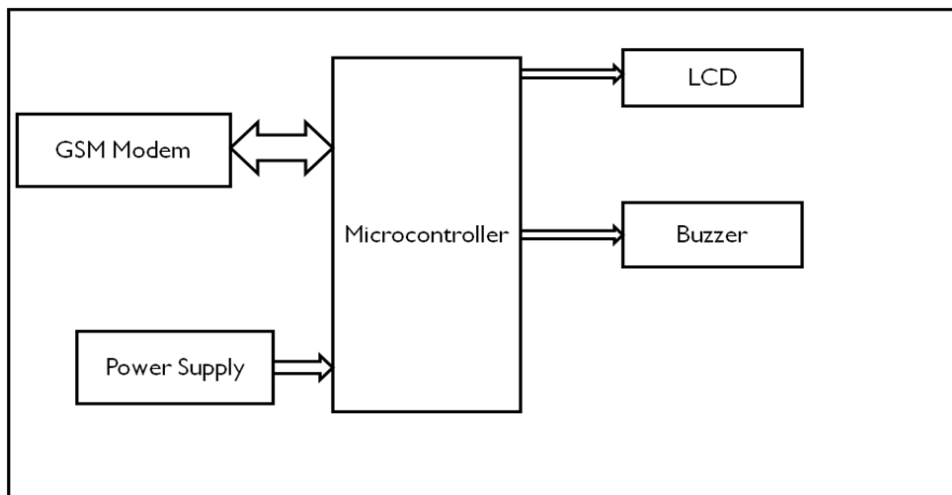 LCD
GSM Modem
Microcontroller
Buzzer
Power Supply